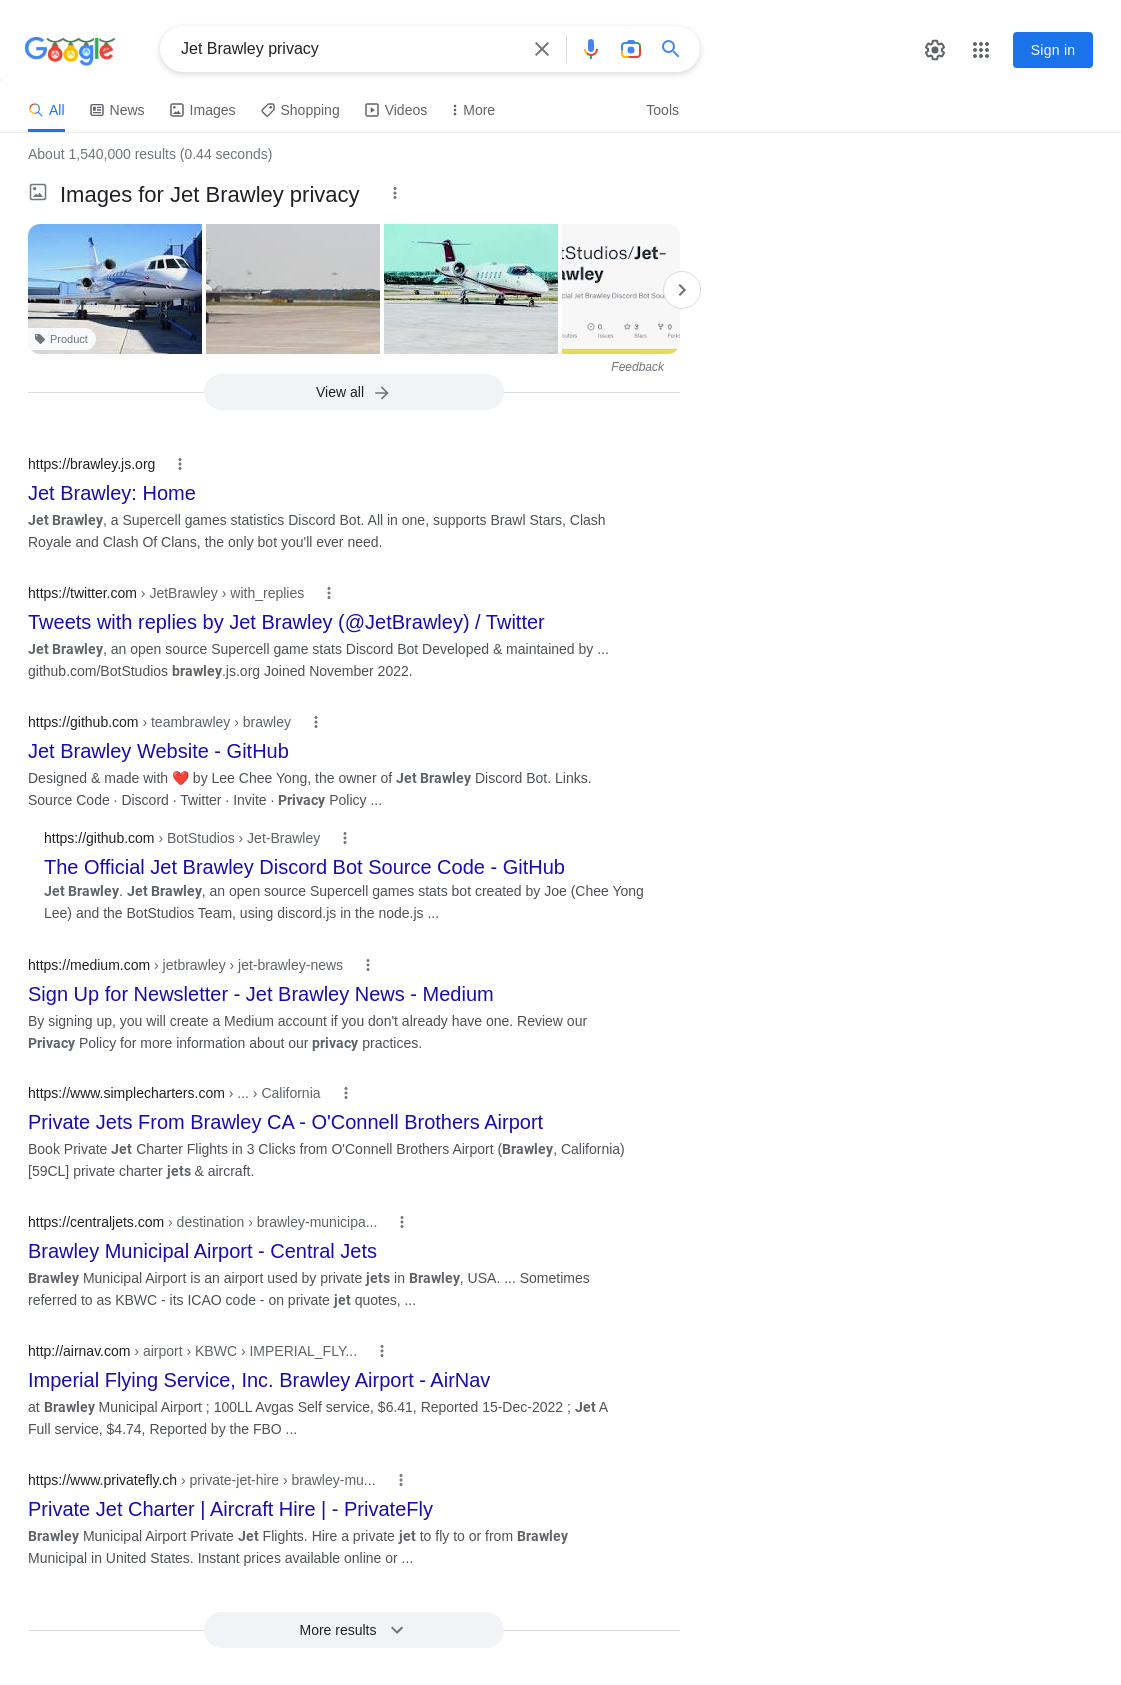 Google
Jet Brawley privacy
Sign in
All
News
Images
Shopping
Videos
More
Tools
About 1,540,000 results (0.44 seconds)
Images for Jet Brawley privacy
Product
tStudios/Jet-
awley
cial Jet Brawley Discord Bot Sou
0
3
0
utors
Issues
Stars
Forks
Feedback
View all
https://brawley.js.org
Jet Brawley: Home
Jet Brawley, a Supercell games statistics Discord Bot. All in one, supports Brawl Stars, Clash
Royale and Clash Of Clans, the only bot you'll ever need.
https://twitter.com › JetBrawley › with_replies
Tweets with replies by Jet Brawley (@JetBrawley) / Twitter
Jet Brawley, an open source Supercell game stats Discord Bot Developed & maintained by ...
github.com/BotStudios brawley.js.org Joined November 2022.
https://github.com › teambrawley › brawley
Jet Brawley Website - GitHub
Designed & made with ❤️ by Lee Chee Yong, the owner of Jet Brawley Discord Bot. Links.
Source Code · Discord · Twitter · Invite · Privacy Policy ...
https://github.com › BotStudios › Jet-Brawley
The Official Jet Brawley Discord Bot Source Code - GitHub
Jet Brawley. Jet Brawley, an open source Supercell games stats bot created by Joe (Chee Yong
Lee) and the BotStudios Team, using discord.js in the node.js ...
https://medium.com › jetbrawley › jet-brawley-news
Sign Up for Newsletter - Jet Brawley News - Medium
By signing up, you will create a Medium account if you don't already have one. Review our
Privacy Policy for more information about our privacy practices.
https://www.simplecharters.com › ... › California
Private Jets From Brawley CA - O'Connell Brothers Airport
Book Private Jet Charter Flights in 3 Clicks from O'Connell Brothers Airport (Brawley, California)
[59CL] private charter jets & aircraft.
https://centraljets.com › destination › brawley-municipa...
Brawley Municipal Airport - Central Jets
Brawley Municipal Airport is an airport used by private jets in Brawley, USA. ... Sometimes
referred to as KBWC - its ICAO code - on private jet quotes, ...
http://airnav.com › airport › KBWC › IMPERIAL_FLY...
Imperial Flying Service, Inc. Brawley Airport - AirNav
at Brawley Municipal Airport ; 100LL Avgas Self service, $6.41, Reported 15-Dec-2022 ; Jet A
Full service, $4.74, Reported by the FBO ...
https://www.privatefly.ch › private-jet-hire › brawley-mu...
Private Jet Charter | Aircraft Hire | - PrivateFly
Brawley Municipal Airport Private Jet Flights. Hire a private jet to fly to or from Brawley
Municipal in United States. Instant prices available online or ...
More results